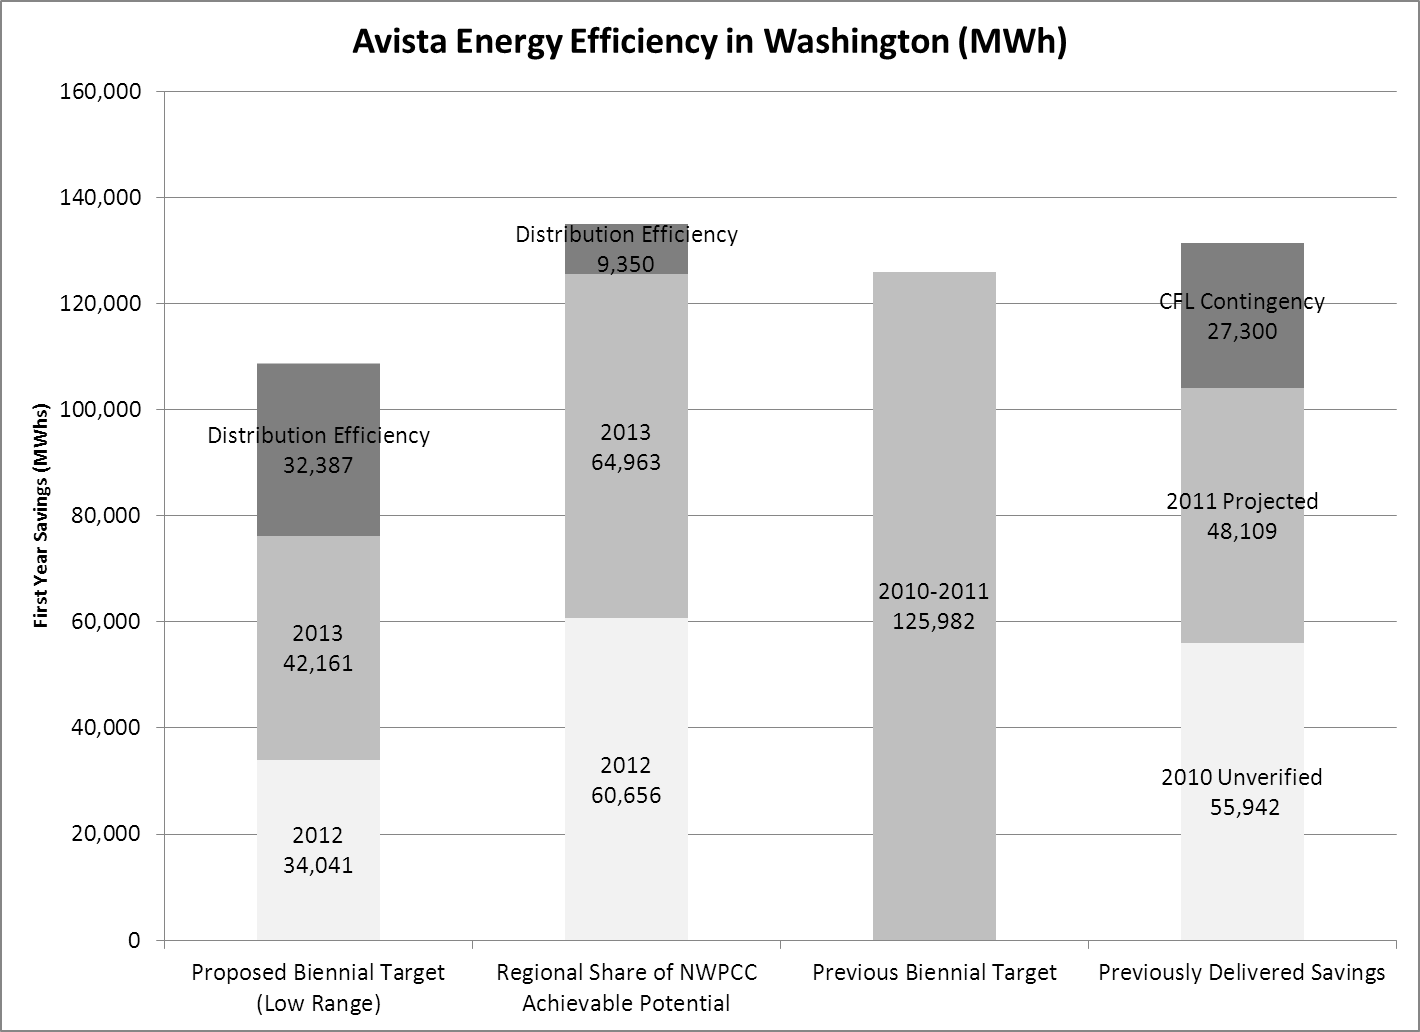 Avista Energy Efficiency in Washington (MWh)
First Year Savings (MWhs)
160,000
140,000
120,000
100,000
80,000
60,000
40,000
20,000
0
Distribution Efficiency
32,387
2013
42,161
2012
34,041
Distribution Efficiency
9,350
2013
64,963
2012
60,656
2010-2011
125,982
CFL Contingency
27,300
2011 Projected
48,109
2010 Unverified
55,942
Proposed Biennial Target
(Low Range)
Regional Share of NWPCC
Achievable Potential
Previous Biennial Target
Previously Delivered Savings